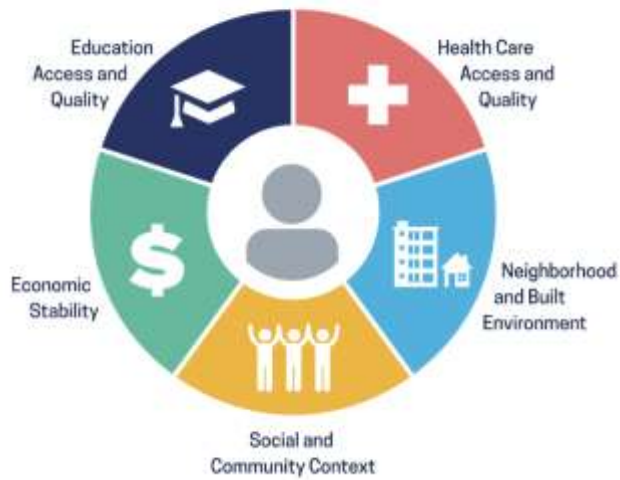 Education
Access and
Quality
Health Care
Access and
Quality
$
Economic
Stability
Neighborhood
and Built
Environment
Social and
Community Context